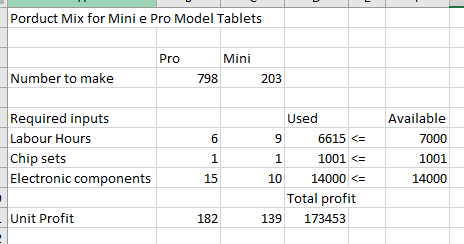 Porduct Mix for Mini e Pro Model Tablets
Pro Mini
Number to make 798 203
Required inputs Used Available
Labour Hours 6 9 6615 <= 7000
Chip sets 1 1 1001 <= 1001
Electronic components 15 10 14000 <= 14000
Total profit
Unit Profit 182 139 173453